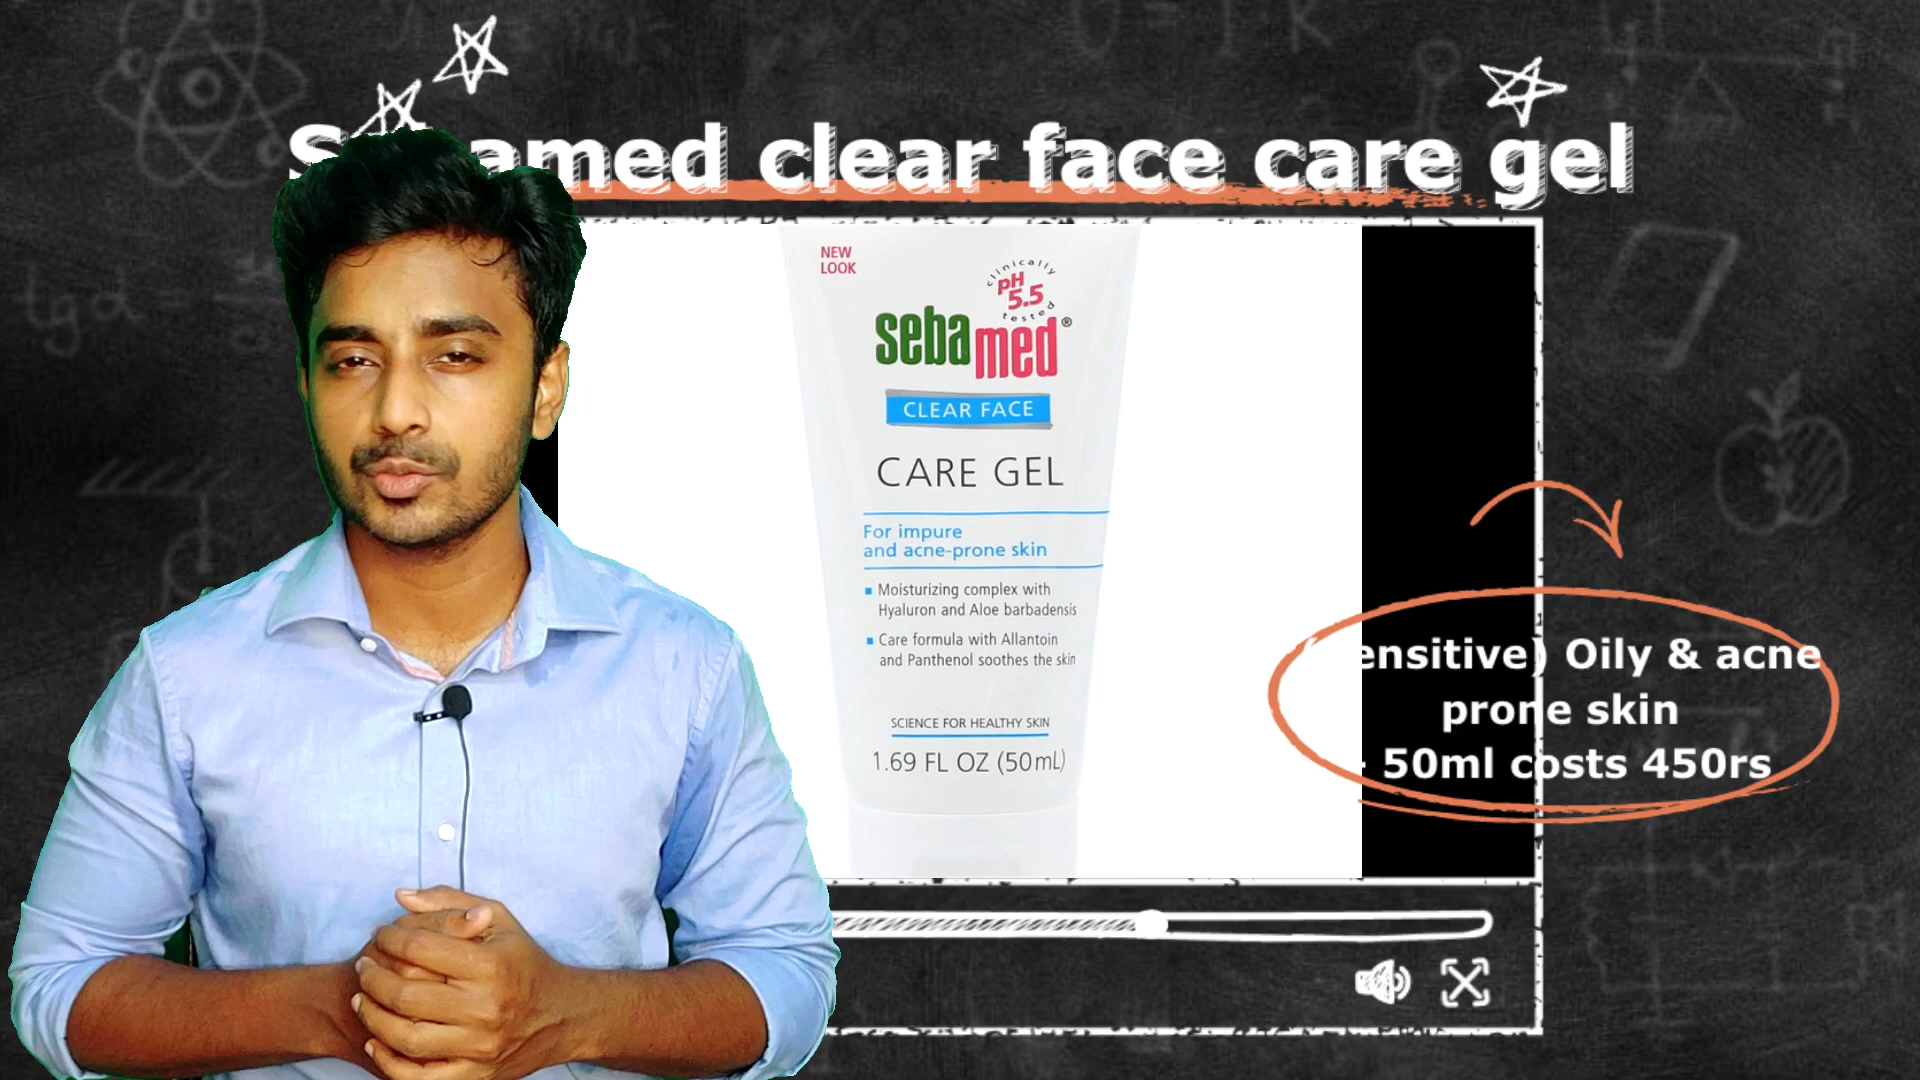 clear face care gel
NEW
LOOK
clinically
pH
5.5
tested
sebamed®
CLEAR FACE
CARE GEL
For impure
and acne-prone skin
Moisturizing complex with
Hyaluron and Aloe barbadensis
Care formula with Allantoin
and Panthenol soothes the skin
SCIENCE FOR HEALTHY SKIN
1.69 FL OZ (50mL)
ensitive) Oily & acne
prone skin
- 50ml costs 450rs
tgd